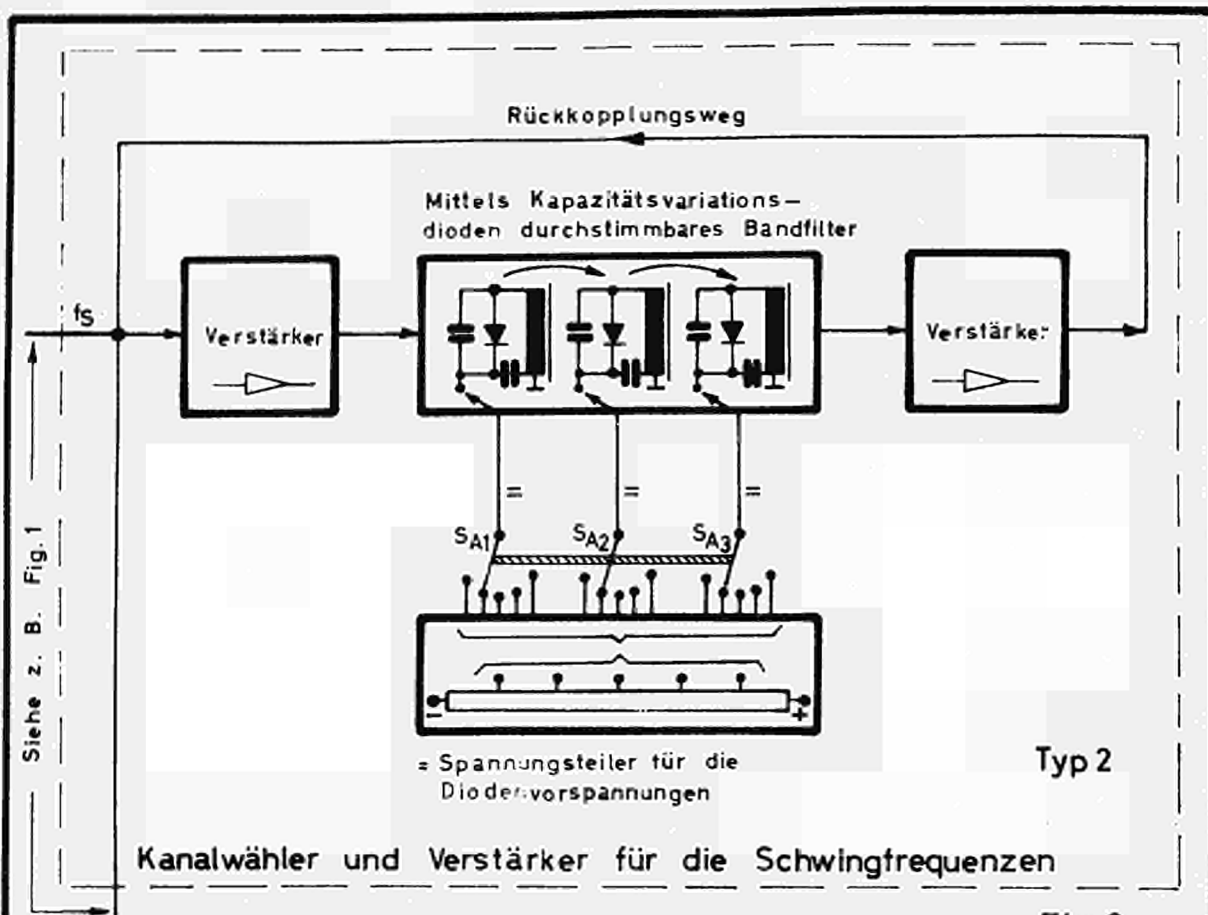 Rückkopplungsweg
Mittels Kapazitätsvariations-
dioden durchstimmbares Bandfilter
fS
Verstärker
Verstärker
=
=
=
SA1
SA2
SA3
Siehe z. B. Fig. 1
-
+
= Spannungsteiler für die
Diodenvorspannungen
Typ 2
Kanalwähler und Verstärker für die Schwingfrequenzen